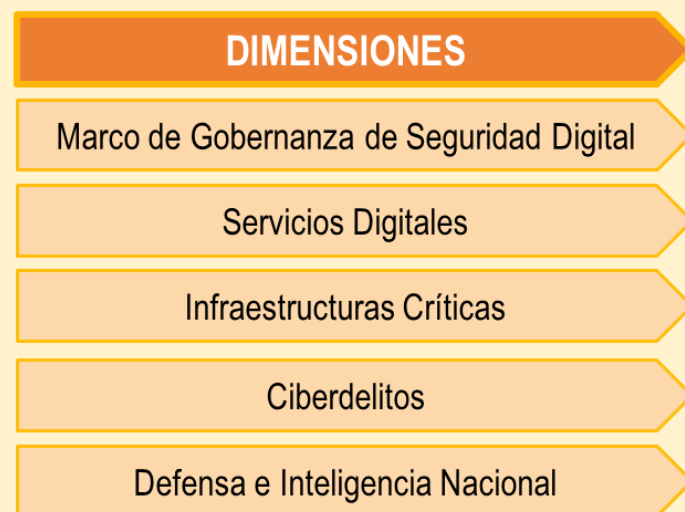 DIMENSIONES
Marco de Gobernanza de Seguridad Digital
Servicios Digitales
Infraestructuras Críticas
Ciberdelitos
Defensa e Inteligencia Nacional